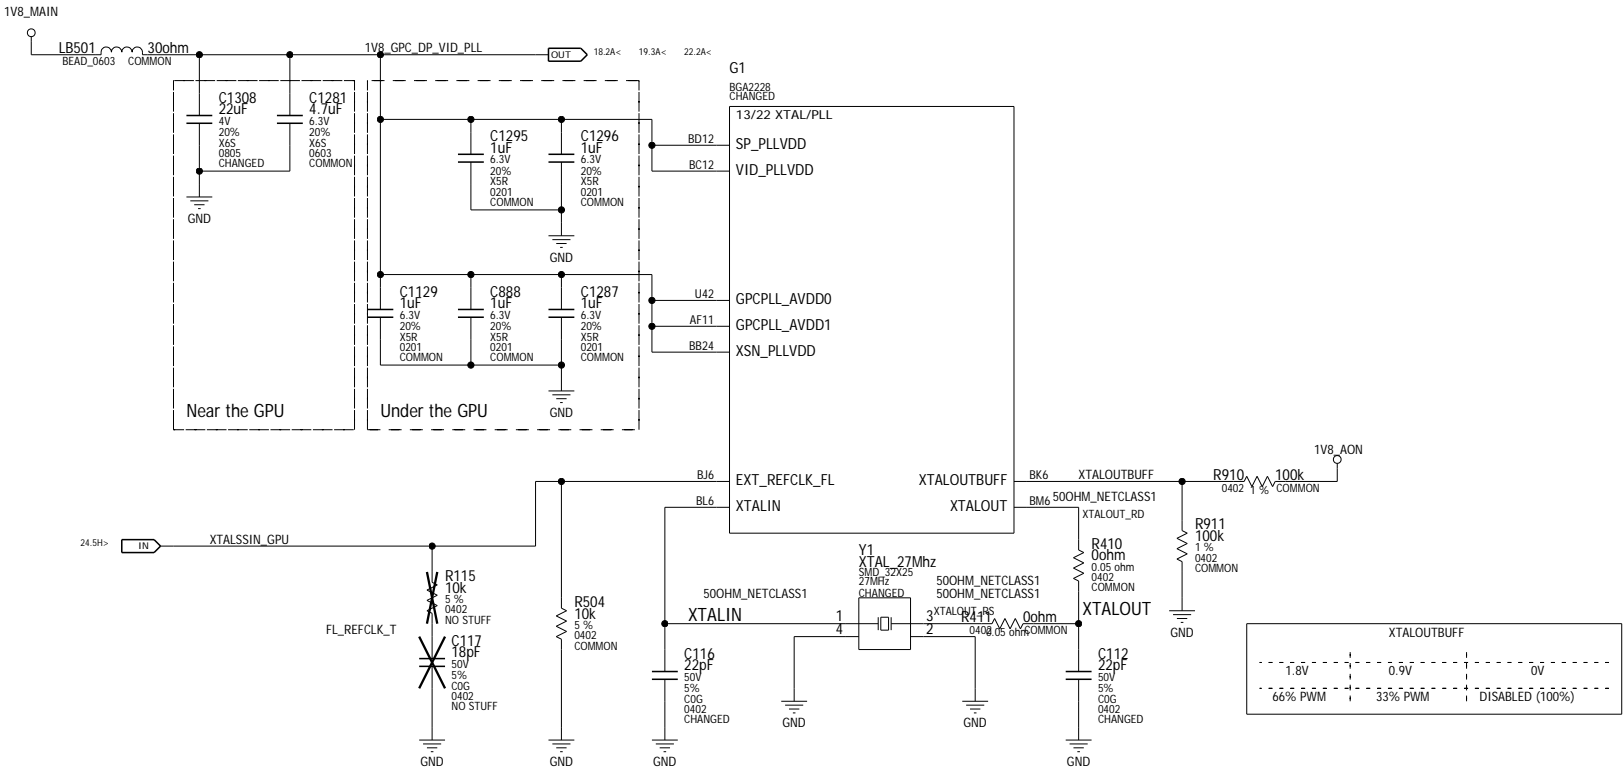 1V8_MAIN
LB501 30ohm
BEAD_0603 COMMON
1V8_GPC_DP_VID_PLL
OUT
18.2A< 19.3A< 22.2A<
C1308
22uF
4V
20%
X6S
0805
CHANGED
C1281
4.7uF
6.3V
20%
X6S
0603
COMMON
GND
Near the GPU
C1295
1uF
6.3V
20%
X5R
0201
COMMON
C1296
1uF
6.3V
20%
X5R
0201
COMMON
GND
C1129
1uF
6.3V
20%
X5R
0201
COMMON
C888
1uF
6.3V
20%
X5R
0201
COMMON
C1287
1uF
6.3V
20%
X5R
0201
COMMON
GND
Under the GPU
G1
BGA2228
CHANGED
13/22 XTAL/PLL
BD12 SP_PLLVDD
BC12 VID_PLLVDD
U42 GPCPLL_AVDD0
AF11 GPCPLL_AVDD1
BB24 XSN_PLLVDD
BJ6 EXT_REFCLK_FL
BL6 XTALIN
XTALOUTBUFF BK6 XTALOUTBUFF
XTALOUT BM6 50OHM_NETCLASS1
XTALOUT_RD
1V8_AON
R910 100k
0402 1 % COMMON
R911
100k
1 %
0402
COMMON
GND
24.5H> IN XTALSSIN_GPU
R115
10k
5 %
0402
NO STUFF
FL_REFCLK_T
C117
18pF
50V
5%
C0G
0402
NO STUFF
GND
R504
10k
5 %
0402
COMMON
GND
50OHM_NETCLASS1
XTALIN
C116
22pF
50V
5%
C0G
0402
CHANGED
GND
Y1
XTAL_27Mhz
SMD_32X25
27MHz
CHANGED
1
4
3
2
GND
GND
50OHM_NETCLASS1
50OHM_NETCLASS1
XTALOUT_RS
R411 0ohm
0402 0.05 ohm COMMON
R410
0ohm
0.05 ohm
0402
COMMON
XTALOUT
C112
22pF
50V
5%
C0G
0402
CHANGED
GND
XTALOUTBUFF
1.8V 0.9V 0V
66% PWM 33% PWM DISABLED (100%)